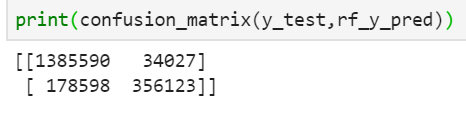 print(confusion_matrix(y_test,rf_y_pred))
[[1385590   34027]
 [ 178598  356123]]